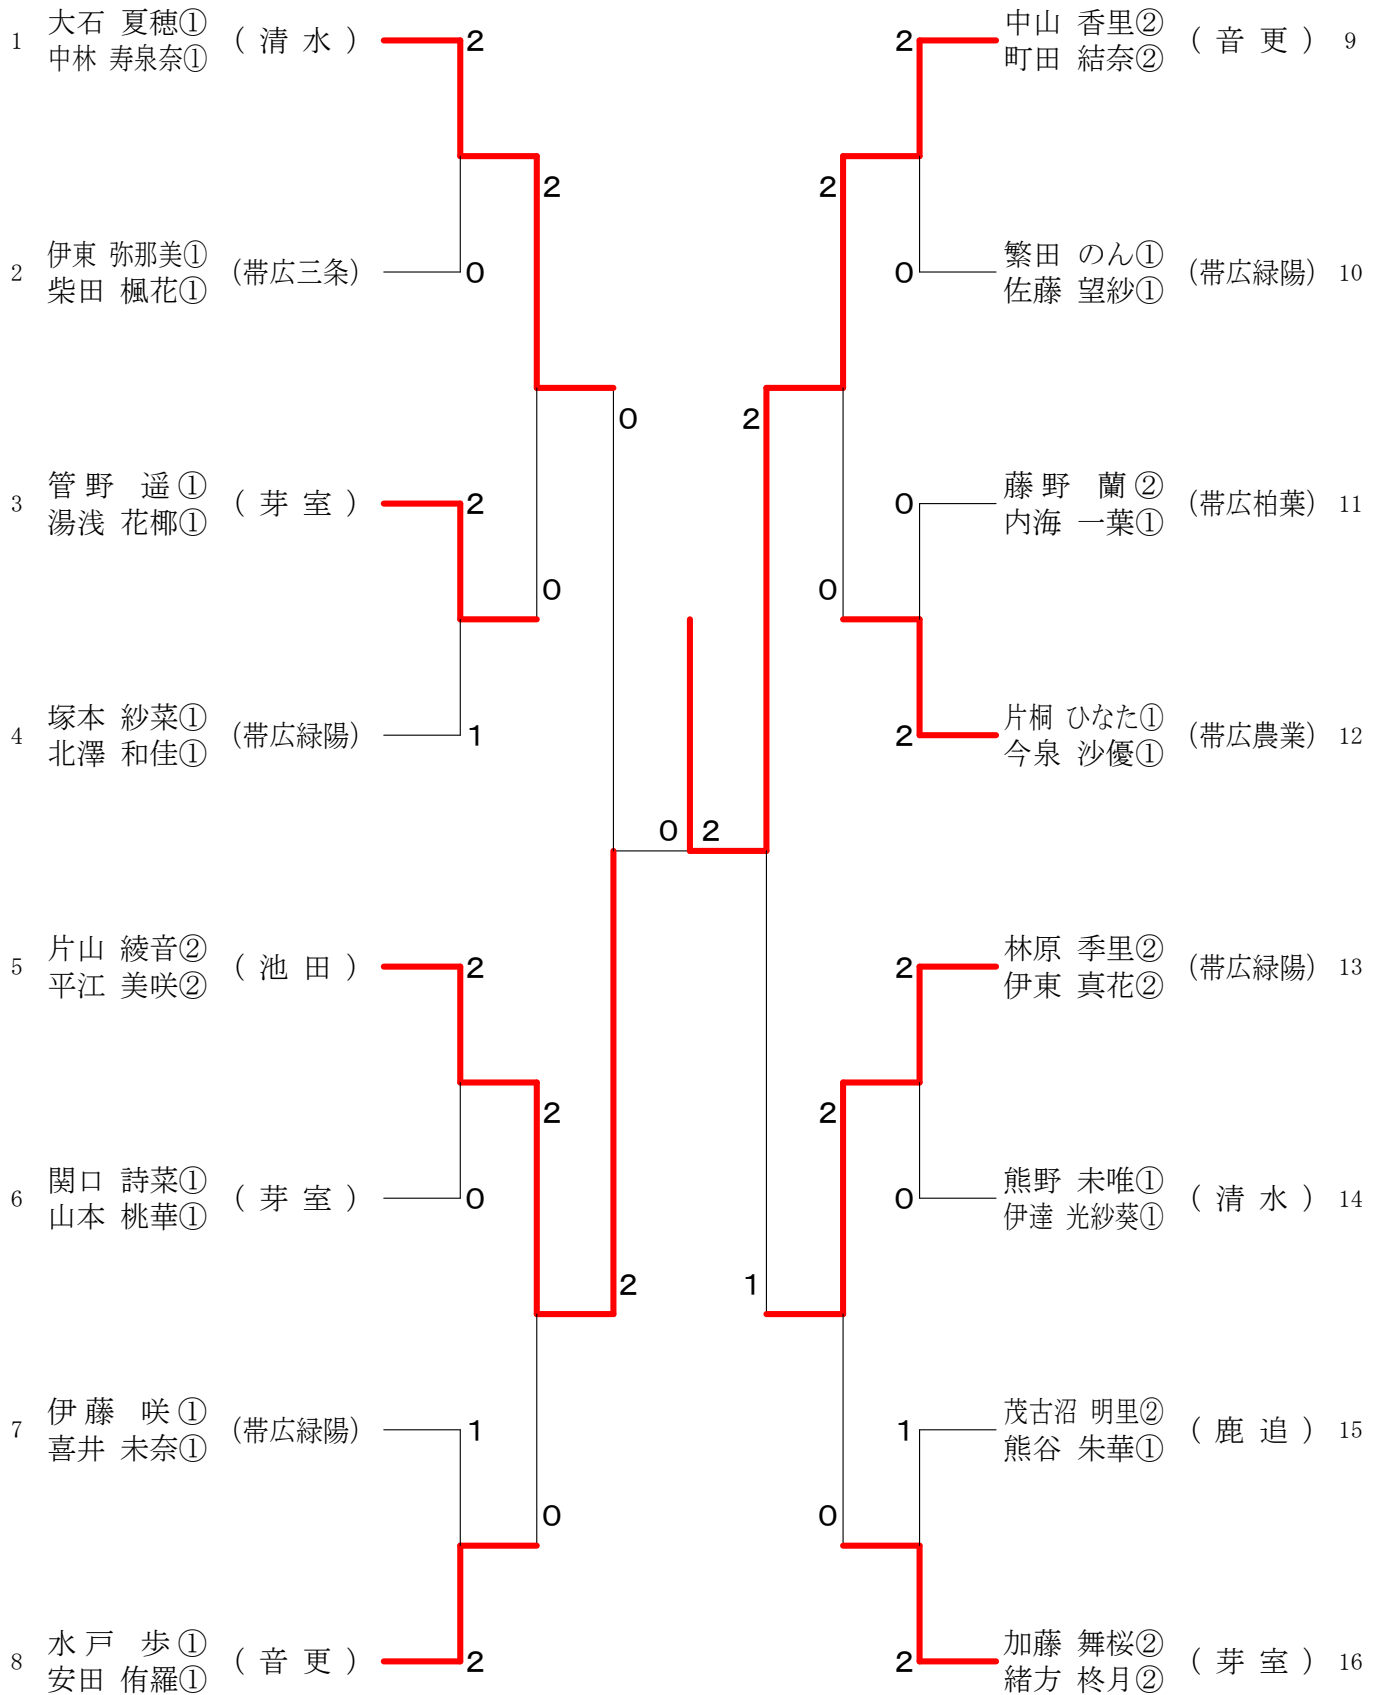 1 大石 夏穂① ( 清 水 ) 2
中林 寿泉奈①
2
2 伊東 弥那美① (帯広三条) 0
柴田 楓花①
0
3 管 野 遥 ① ( 芽 室 ) 2
湯浅 花椰①
0
4 塚本 紗菜① (帯広緑陽) 1
北澤 和佳①
0 2
5 片山 綾音② ( 池 田 ) 2
平江 美咲②
2
6 関口 詩菜① ( 芽 室 ) 0
山本 桃華①
2
7 伊 藤 咲 ① (帯広緑陽) 1
喜井 未奈①
0
8 水 戸 歩 ① ( 音 更 ) 2
安田 侑羅①
2 中山 香里② ( 音 更 ) 9
町田 結奈②
2
0 繁田 のん① (帯広緑陽) 10
佐藤 望紗①
2
0 藤 野 蘭 ② (帯広柏葉) 11
内海 一葉①
0
2 片桐 ひなた① (帯広農業) 12
今泉 沙優①
2 林原 季里② (帯広緑陽) 13
伊東 真花②
2
0 熊野 未唯① ( 清 水 ) 14
伊達 光紗葵①
1
1 茂古沼 明里② ( 鹿 追 ) 15
熊谷 朱華①
0
2 加藤 舞桜② ( 芽 室 ) 16
緒方 柊月②